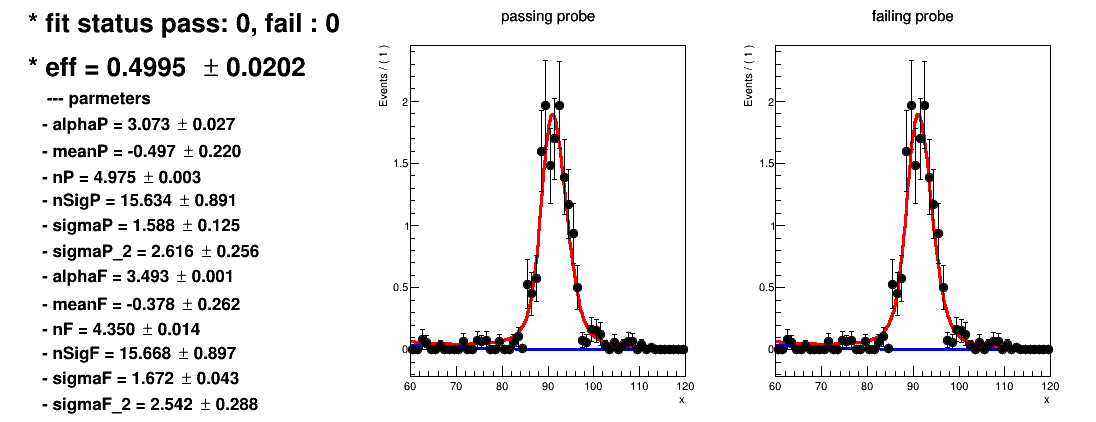 * fit status pass: 0, fail : 0
* eff = 0.4995 ± 0.0202
--- parmeters
- alphaP = 3.073 ± 0.027
- meanP = -0.497 ± 0.220
- nP = 4.975 ± 0.003
- nSigP = 15.634 ± 0.891
- sigmaP = 1.588 ± 0.125
- sigmaP_2 = 2.616 ± 0.256
- alphaF = 3.493 ± 0.001
- meanF = -0.378 ± 0.262
- nF = 4.350 ± 0.014
- nSigF = 15.668 ± 0.897
- sigmaF = 1.672 ± 0.043
- sigmaF_2 = 2.542 ± 0.288
passing probe
Events / ( 1 )
2
1.5
1
0.5
0
60 70 80 90 100 110 120
x
failing probe
Events / ( 1 )
2
1.5
1
0.5
0
60 70 80 90 100 110 120
x